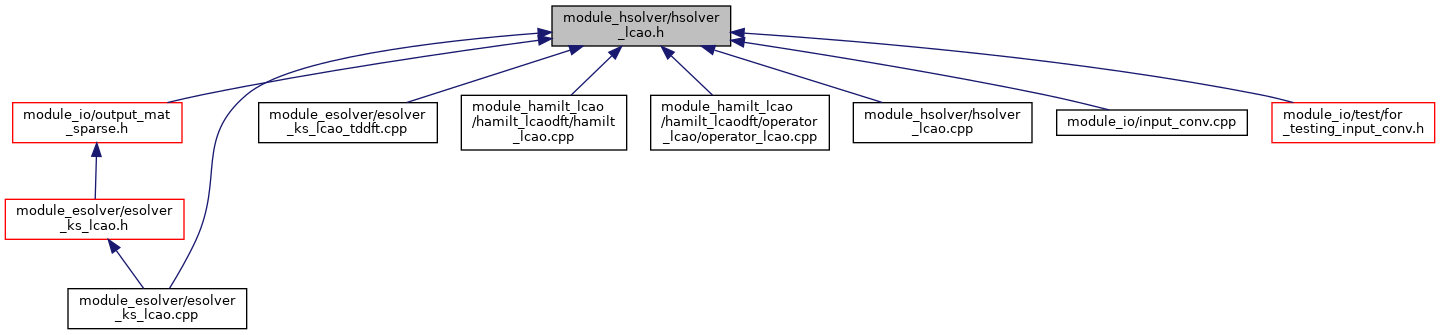 module_hsolver/hsolver
_lcao.h
module_io/output_mat
_sparse.h
module_esolver/esolver
_ks_lcao_tddft.cpp
module_hamilt_lcao
/hamilt_lcaodft/hamilt
_lcao.cpp
module_hamilt_lcao
/hamilt_lcaodft/operator
_lcao/operator_lcao.cpp
module_hsolver/hsolver
_lcao.cpp
module_io/input_conv.cpp
module_io/test/for
_testing_input_conv.h
module_esolver/esolver
_ks_lcao.h
module_esolver/esolver
_ks_lcao.cpp